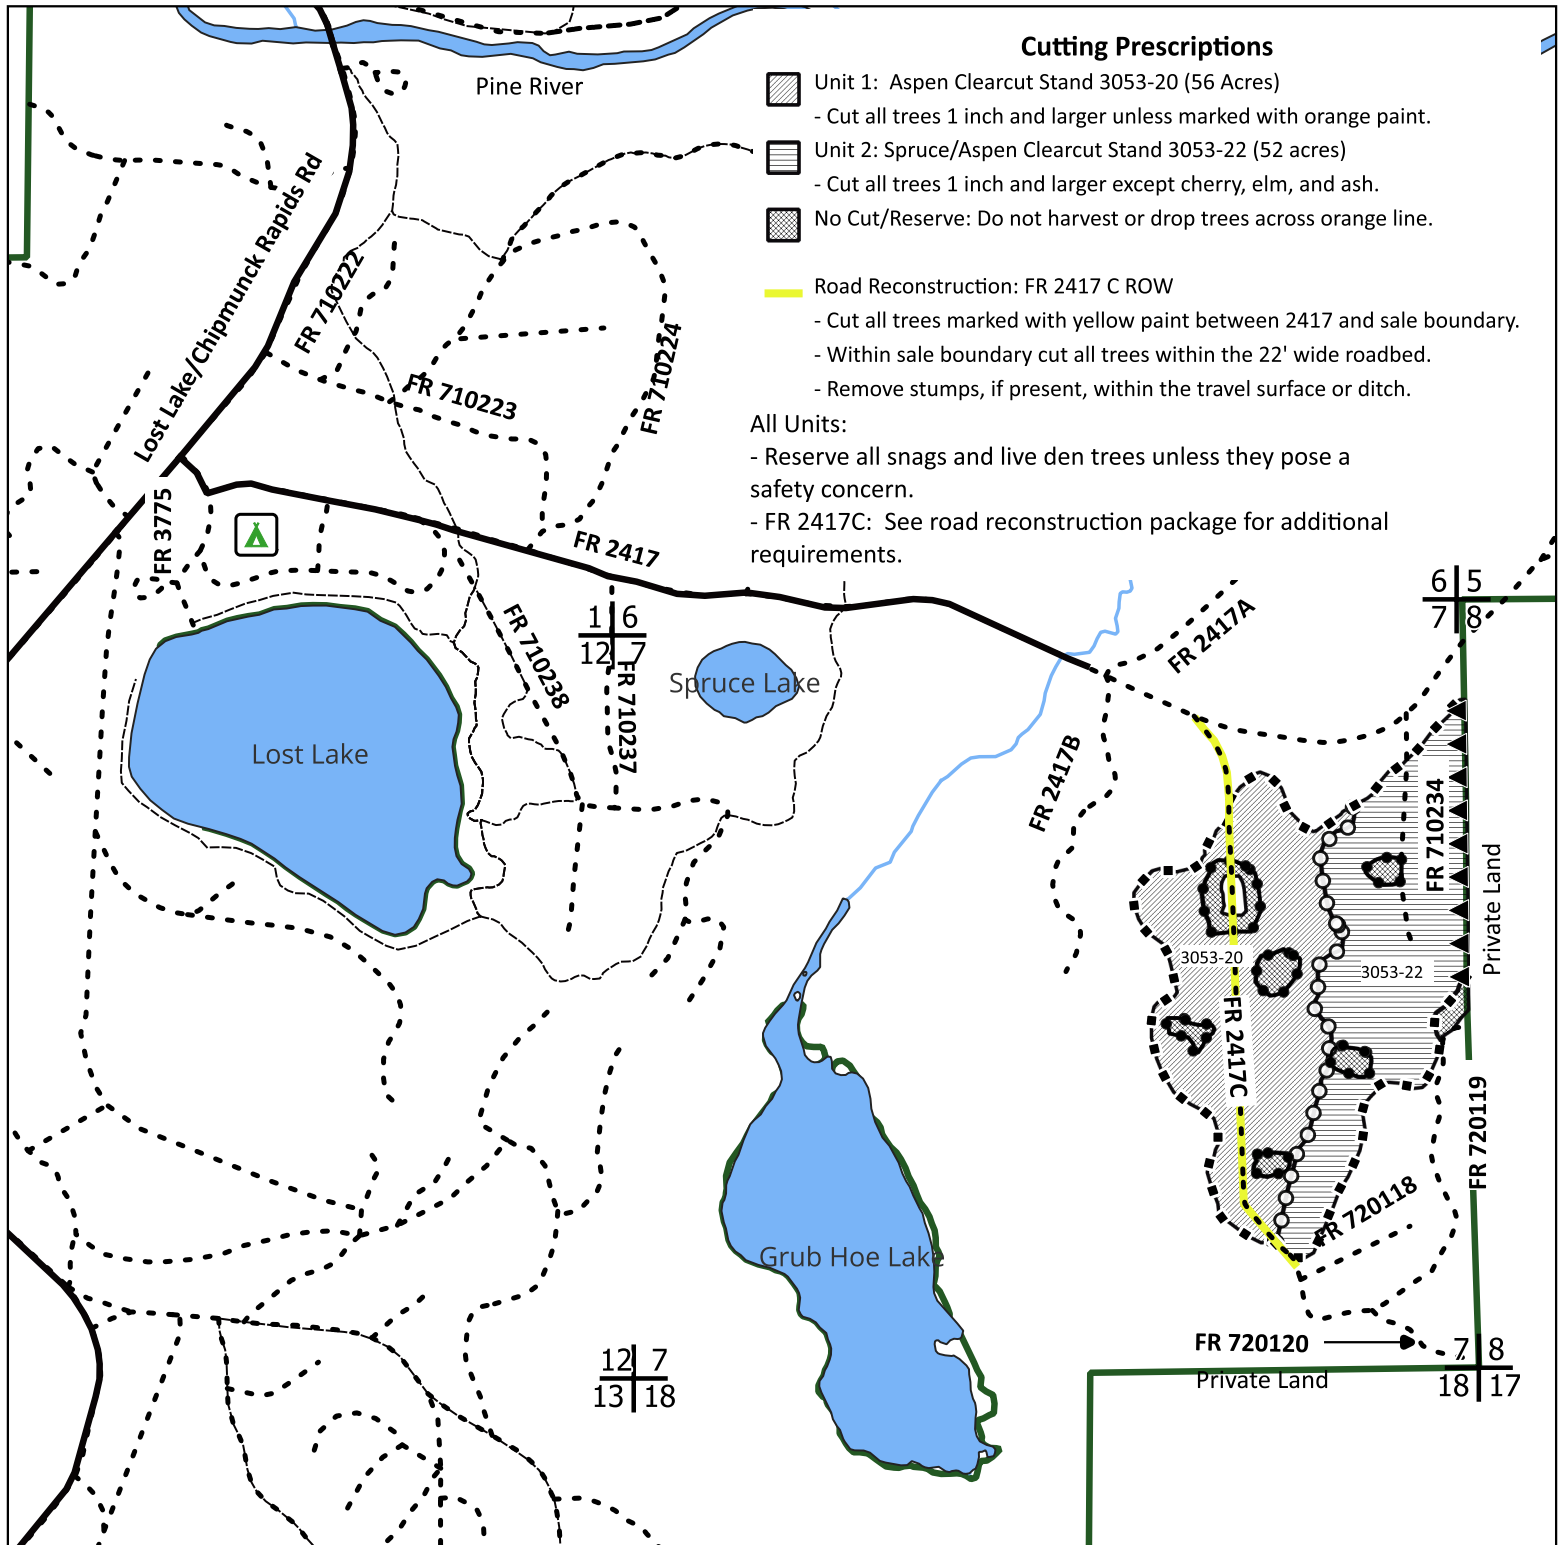 Cutting Prescriptions
Unit 1:  Aspen Clearcut Stand 3053-20 (56 Acres)
- Cut all trees 1 inch and larger unless marked with orange paint.
Unit 2: Spruce/Aspen Clearcut Stand 3053-22 (52 acres)
- Cut all trees 1 inch and larger except cherry, elm, and ash.
No Cut/Reserve: Do not harvest or drop trees across orange line.
Road Reconstruction: FR 2417 C ROW
- Cut all trees marked with yellow paint between 2417 and sale boundary.
- Within sale boundary cut all trees within the 22' wide roadbed.
- Remove stumps, if present, within the travel surface or ditch.
All Units:
- Reserve all snags and live den trees unless they pose a
safety concern.
- FR 2417C:  See road reconstruction package for additional
requirements.
Pine River
Lost Lake/Chipmunck Rapids Rd
FR 710222
FR 710223
FR 710224
FR 3775
FR 2417
FR 710238
1 6
12 7
FR 710237
Spruce Lake
Lost Lake
FR 2417A
FR 2417B
6 5
7 8
FR 710234
Private Land
3053-20
3053-22
FR 2417C
FR 720119
FR 720118
Grub Hoe Lake
FR 720120
Private Land
7 8
18 17
12 7
13 18